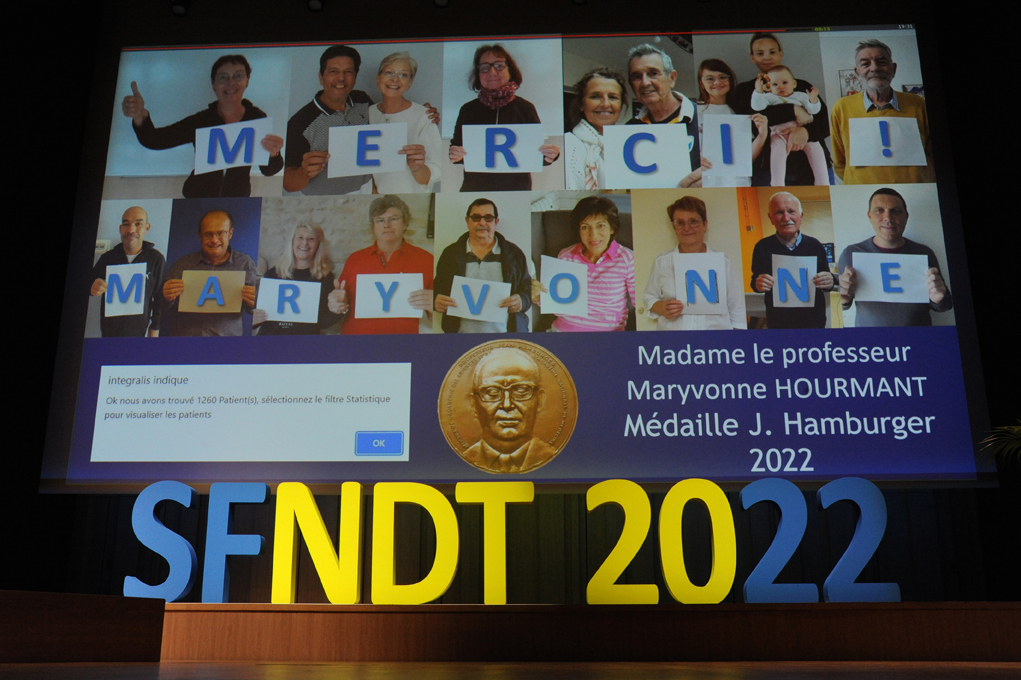 MERCI!
MARYVONNE
integralis indique
Ok nous avons trouvé 1260 Patient(s), sélectionnez le filtre Statistique
pour visualiser les patients
OK
Madame le professeur
Maryvonne HOURMANT
Médaille J. Hamburger
2022
SFNDT 2022